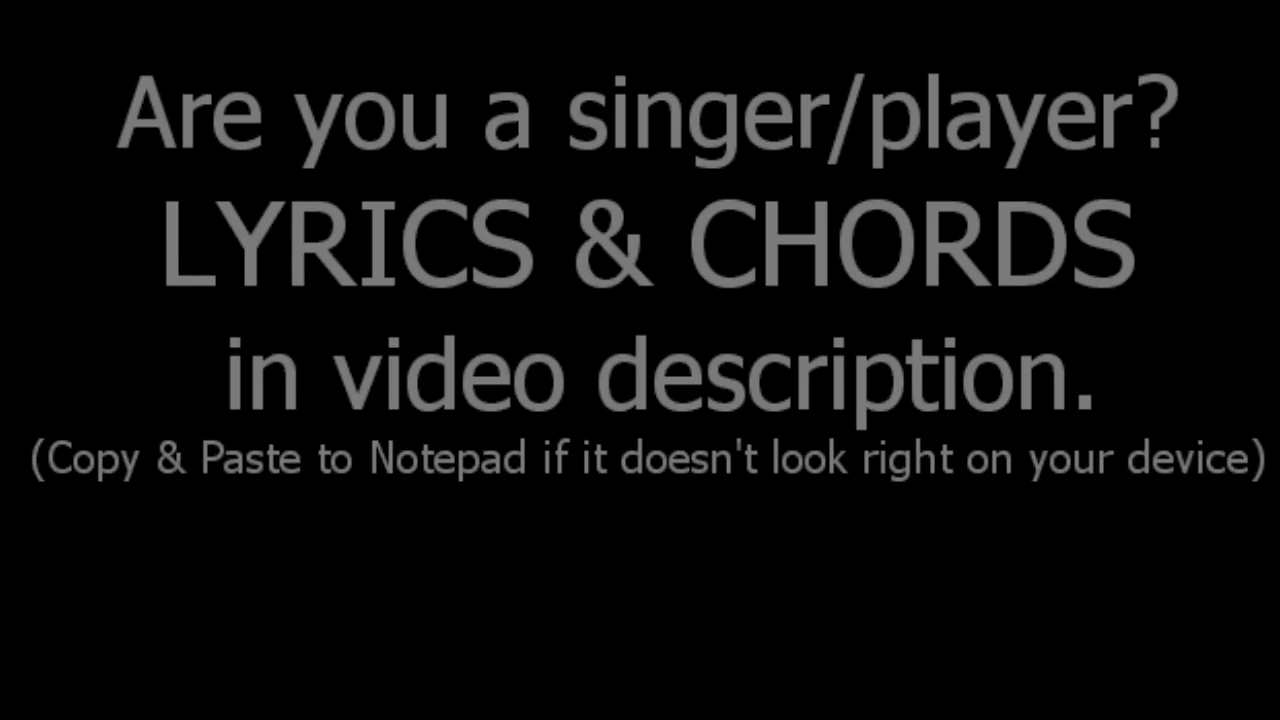 Are you a singer/player?
LYRICS & CHORDS
in video description.
(Copy & Paste to Notepad if it doesn't look right on your device)